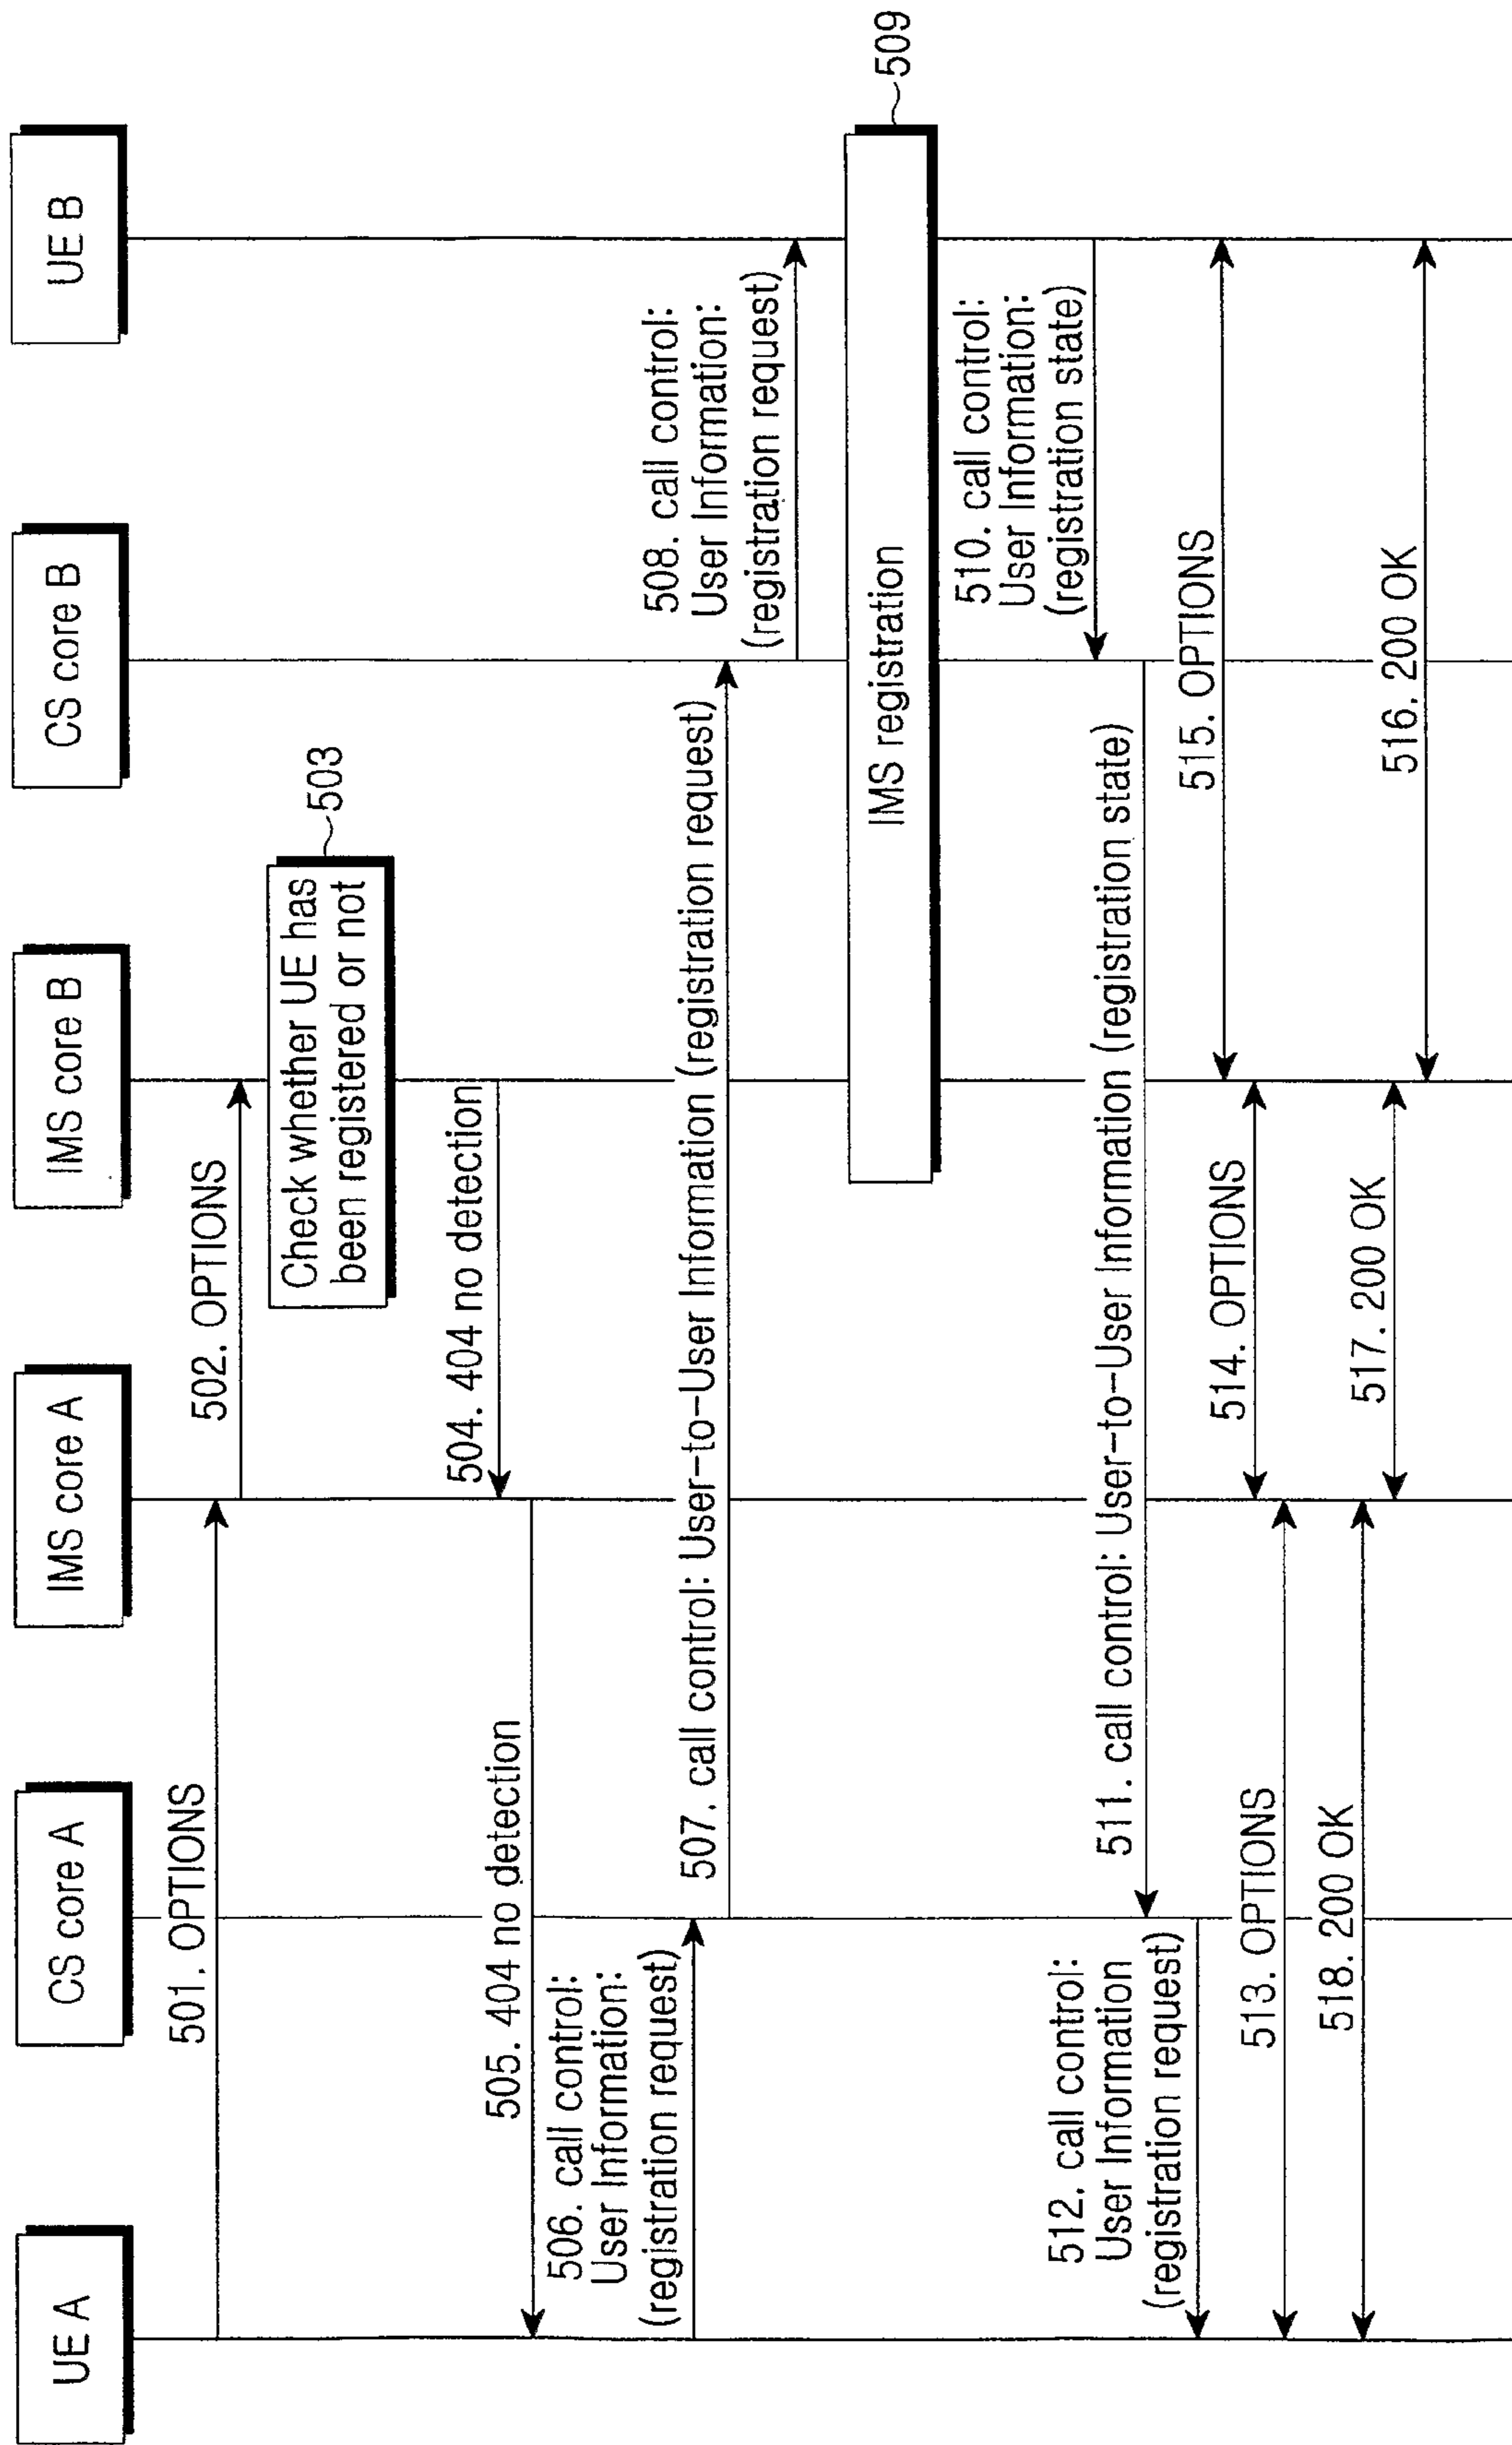 UE A
CS core A
IMS core A
IMS core B
CS core B
UE B
501. OPTIONS
502. OPTIONS
Check whether UE has
been registered or not
503
504. 404 no detection
505. 404 no detection
506. call control:
User Information:
(registration request)
507. call control: User-to-User Information (registration request)
508. call control:
User Information:
(registration request)
IMS registration
509
510. call control:
User Information:
(registration state)
511. call control: User-to-User Information (registration state)
512. call control:
User Information
(registration request)
513. OPTIONS
514. OPTIONS
515. OPTIONS
516. 200 OK
517. 200 OK
518. 200 OK